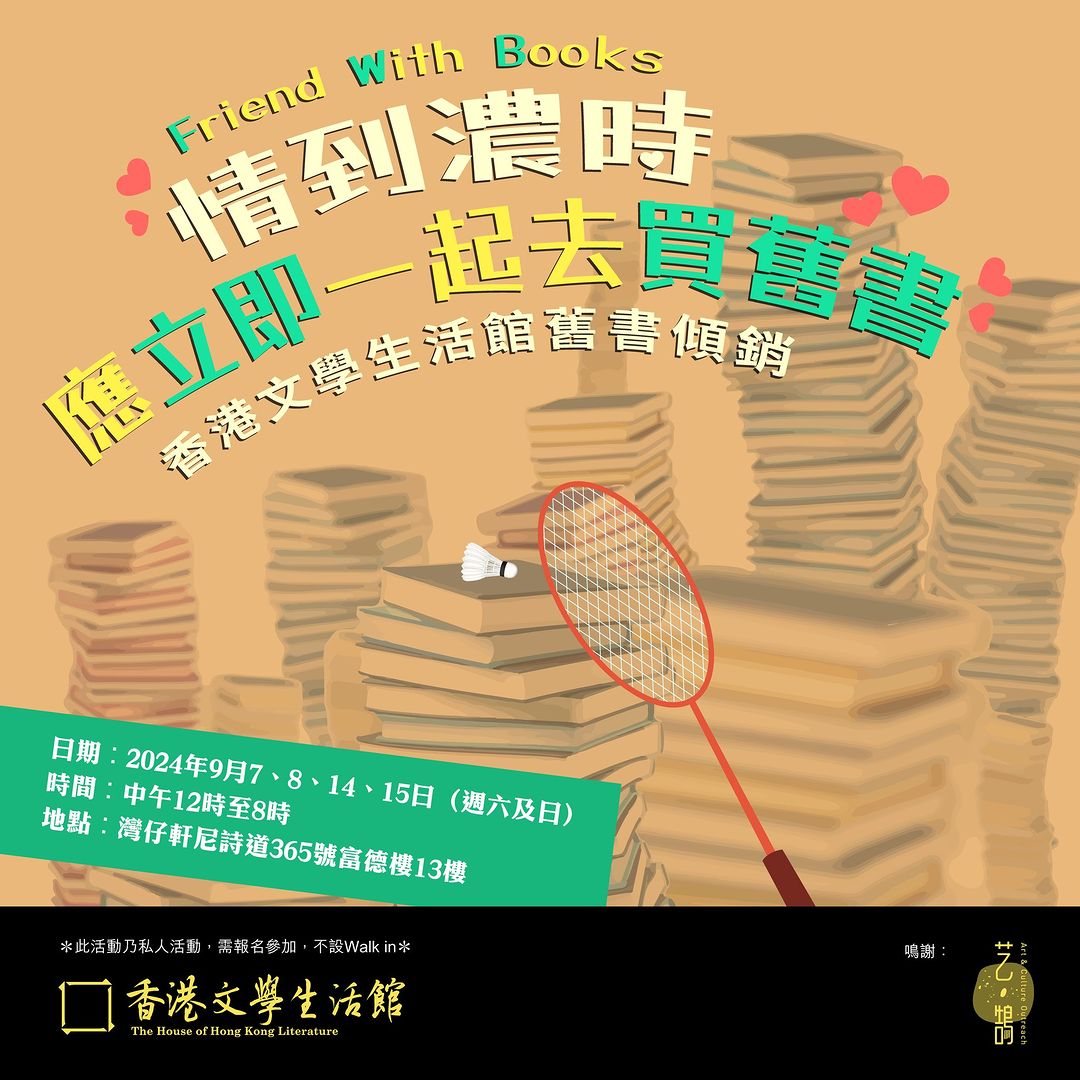 Friend With Books
情到濃時
應立即一起去買舊書
香港文學生活館舊書傾銷
日期：2024年9月7、8、14、15日（週六及日）
時間：中午12時至8時
地點：灣仔軒尼詩道365號富德樓13樓
＊此活動乃私人活動，需報名參加，不設Walk in＊
香港文學生活館
The House of Hong Kong Literature
鳴謝：
艺·鵠
Art & Culture Outreach